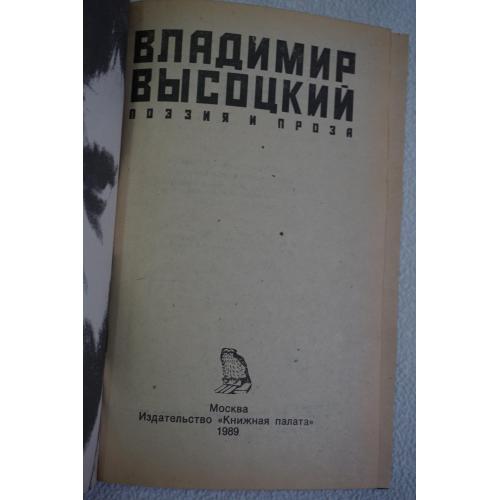 ВЛАДИМИР
ВЫСОЦКИЙ
ПОЭЗИЯ И ПРОЗА
Москва
Издательство «Книжная палата»
1989